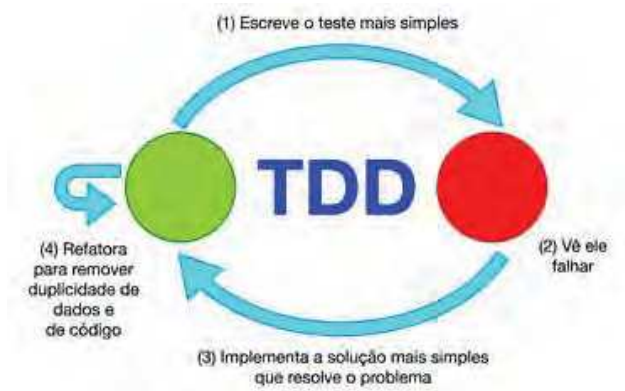 (1) Escreve o teste mais simples
TDD
(2) Vê ele
falhar
(3) Implementa a solução mais simples
que resolve o problema
(4) Refatora
para remover
duplicidade de
dados e
de código